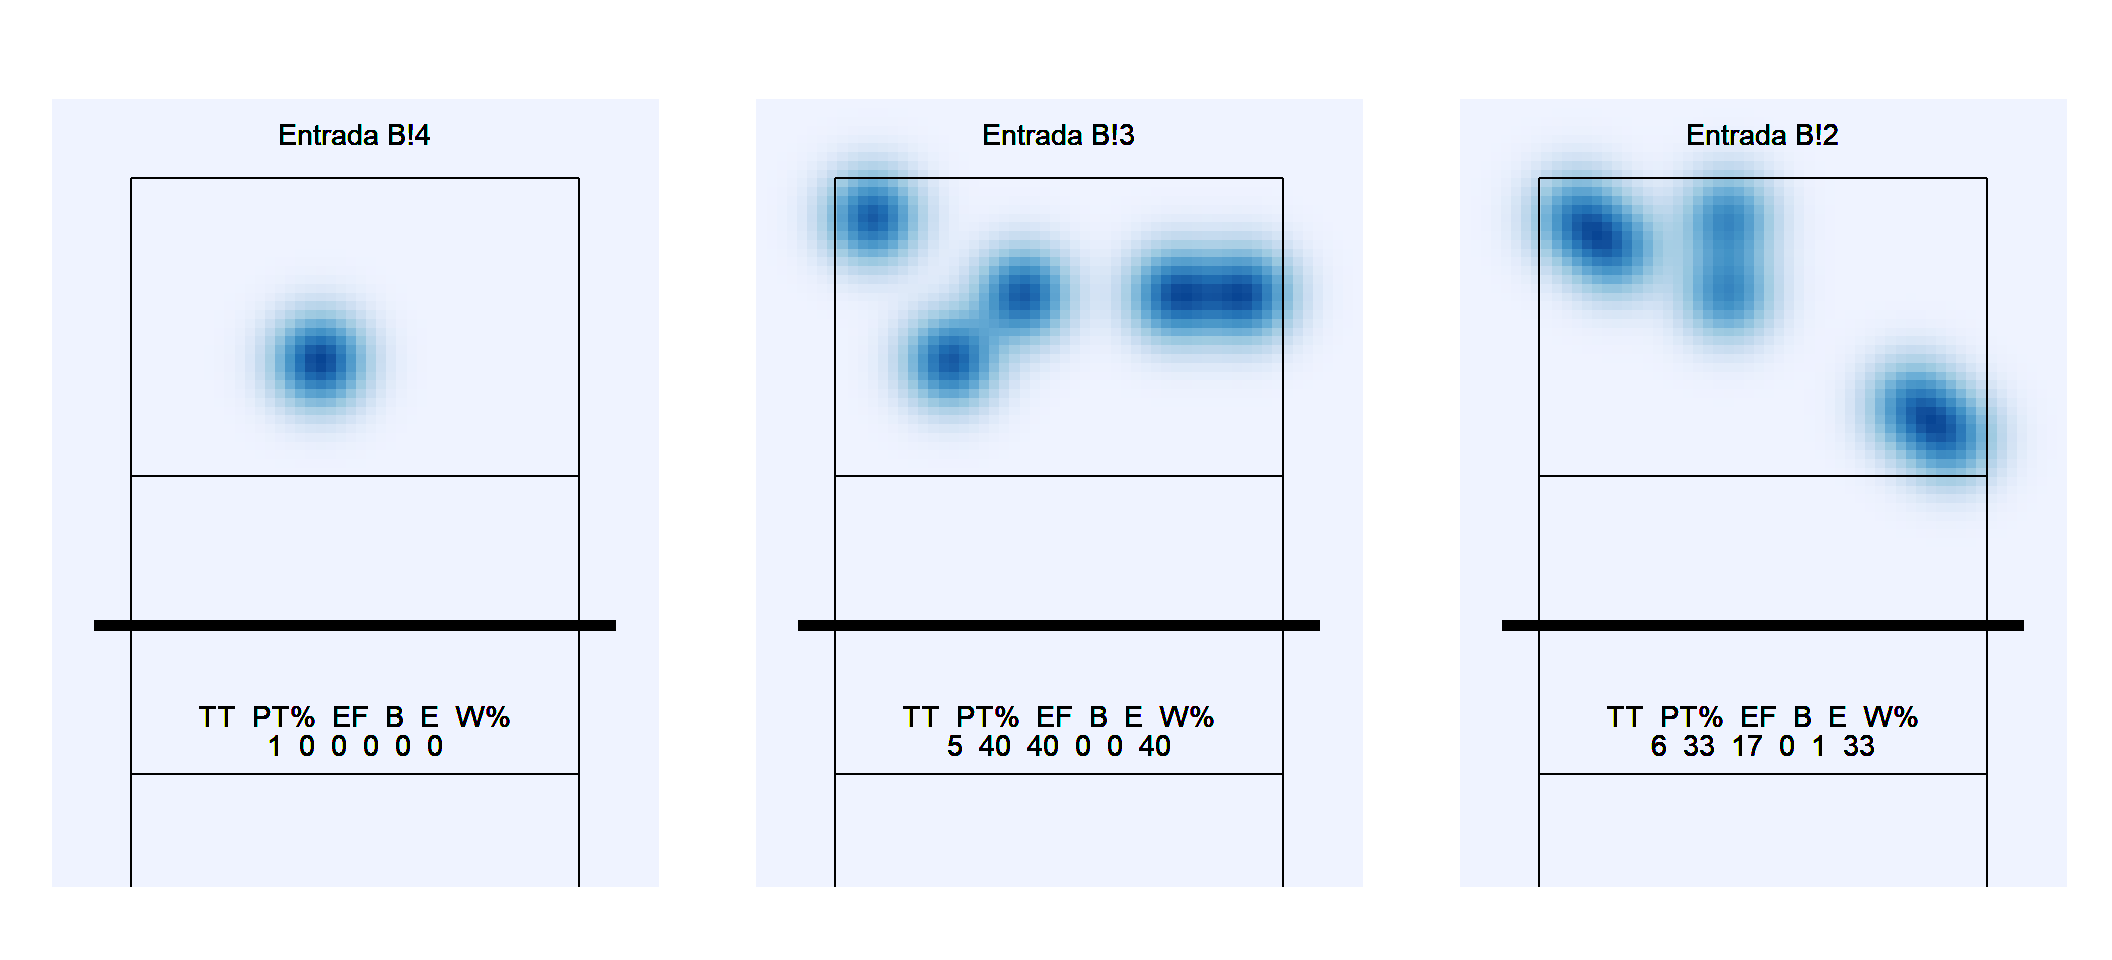 Entrada B!4
TT PT% EF B E W%
1 0 0 0 0 0
Entrada B!3
TT PT% EF B E W%
5 40 40 0 0 40
Entrada B!2
TT PT% EF B E W%
6 33 17 0 1 33